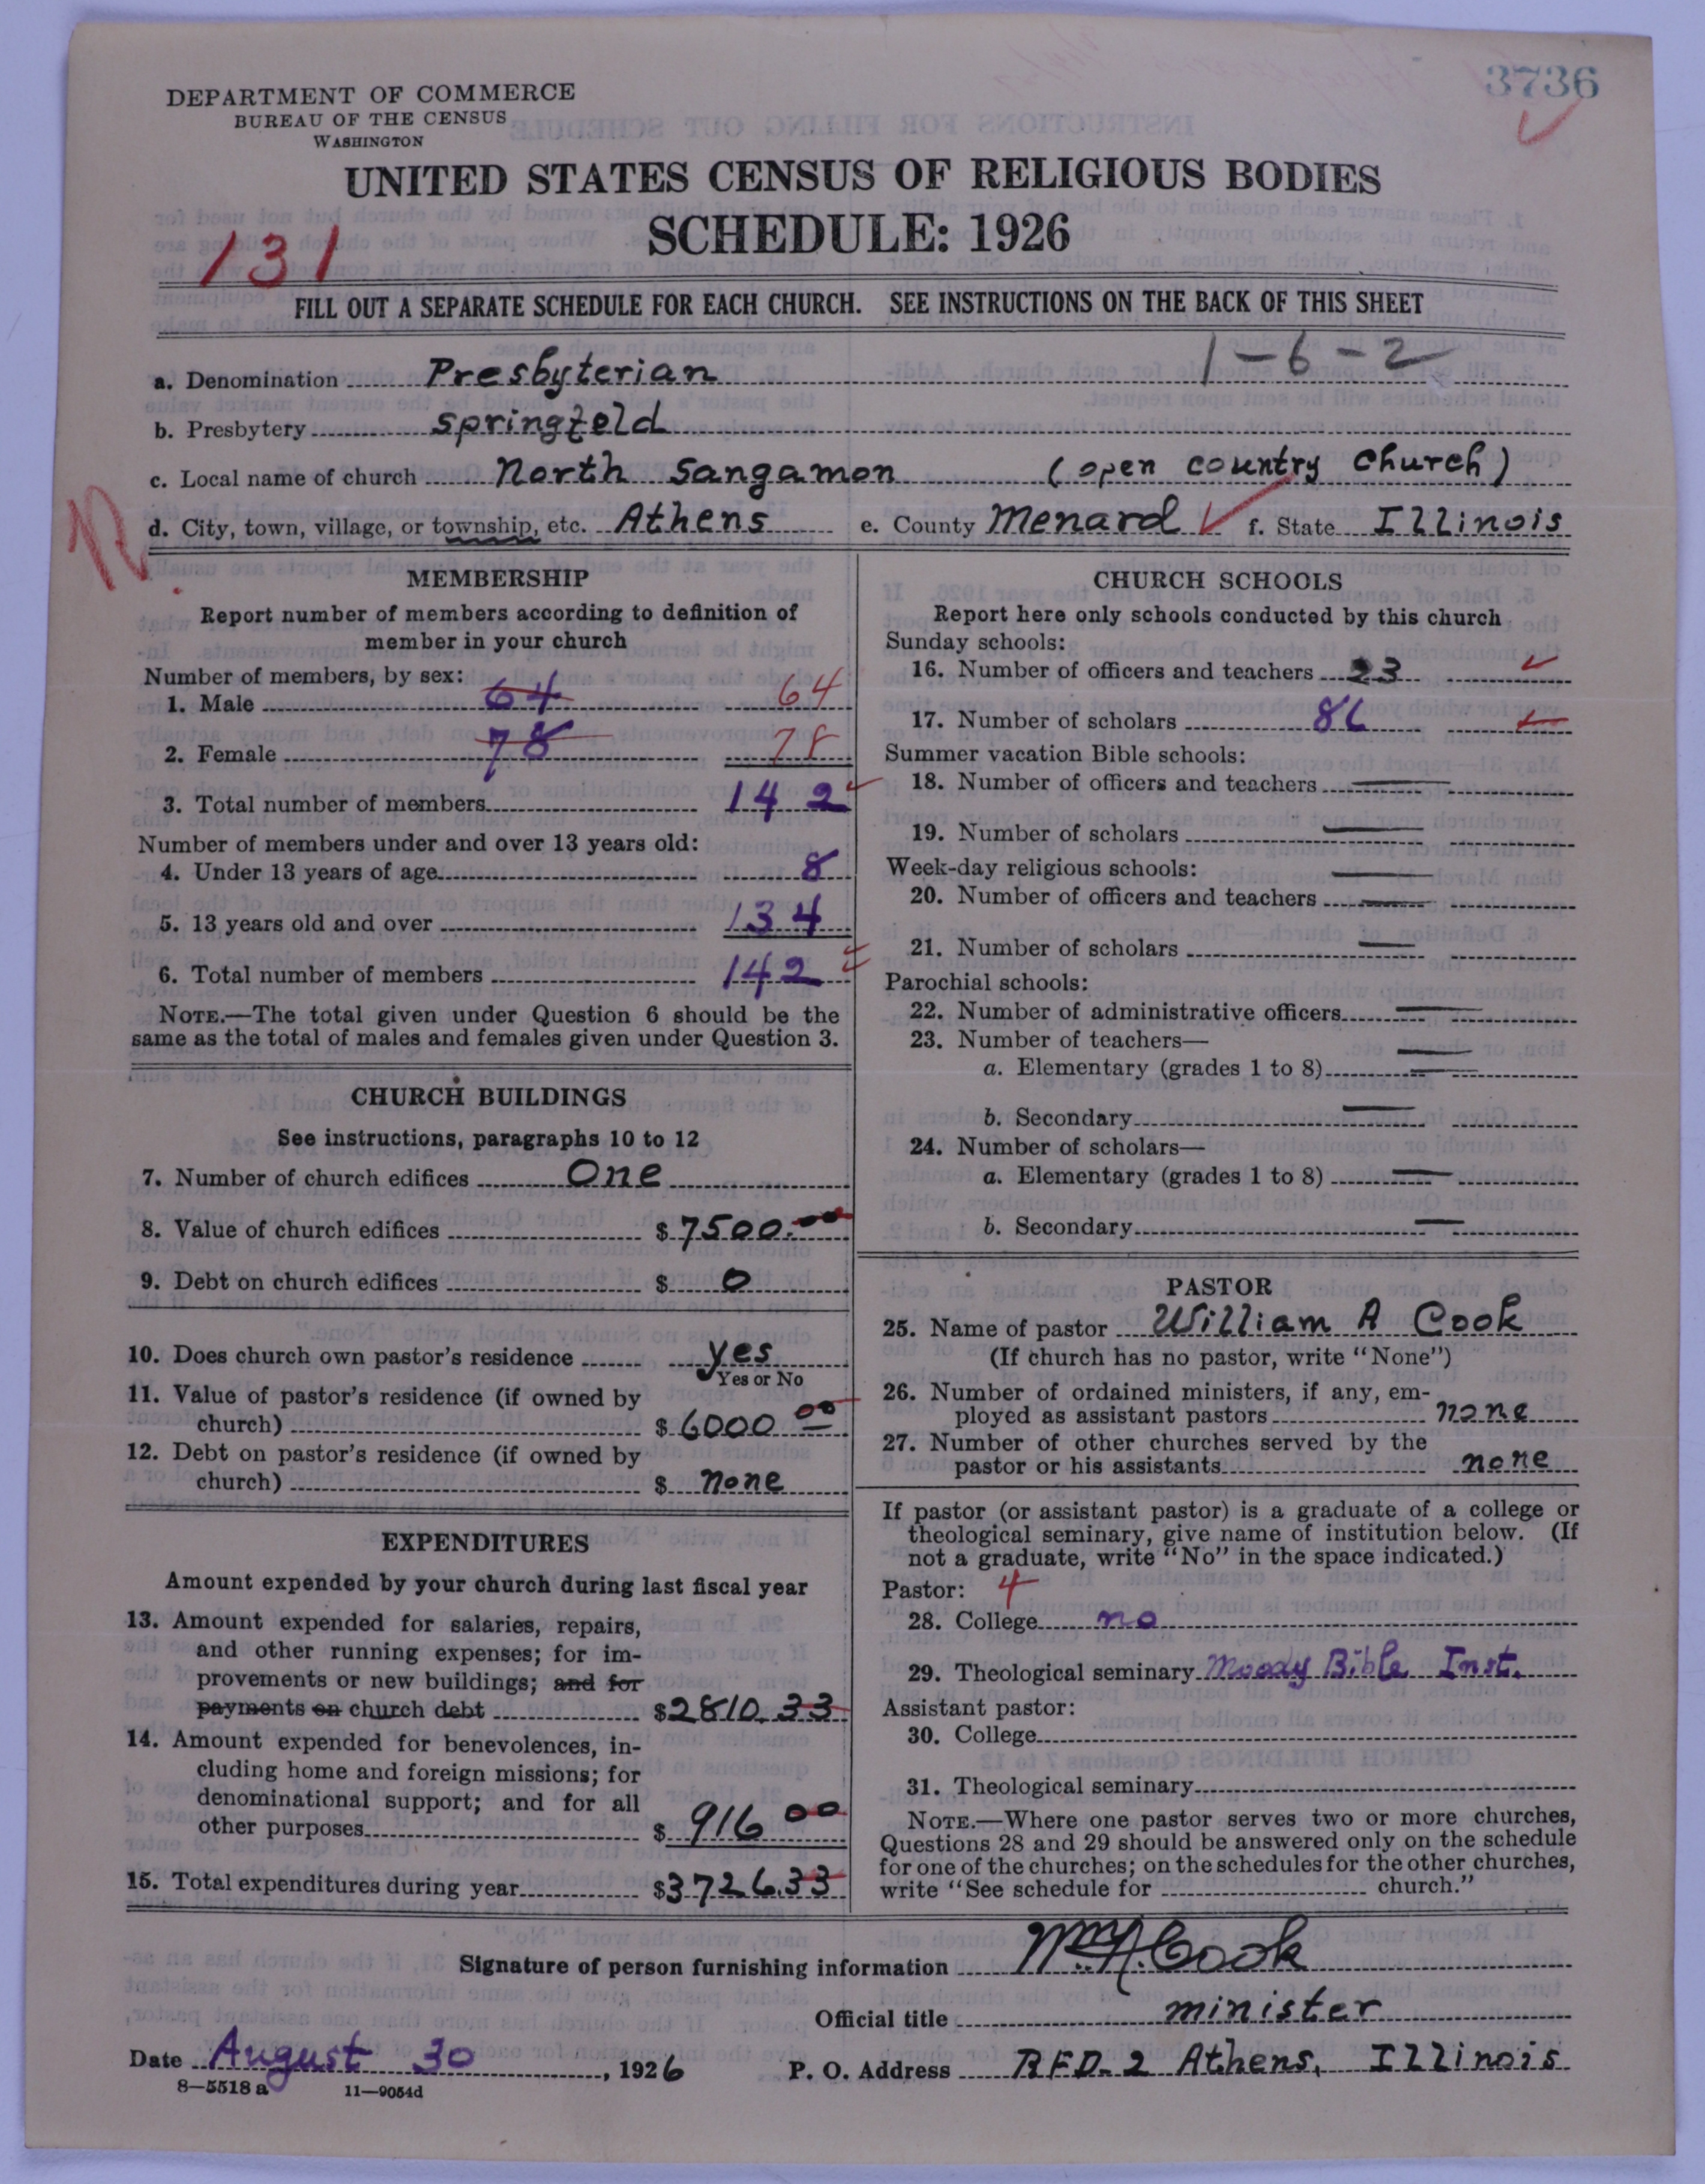 3736
DEPARTMENT OF COMMERCE
BUREAU OF THE CENSUS
WASHINGTON
UNITED STATES CENSUS OF RELIGIOUS BODIES
SCHEDULE: 1926
131
FILL OUT A SEPARATE SCHEDULE FOR EACH CHURCH. SEE INSTRUCTIONS ON THE BACK OF THIS SHEET
1-6-2
a. Denomination Presbyterian
b. Presbytery Springfeld
c. Local name of church North Sangamon (open country church)
d. City, town, village, or township, etc. Athens e. County Menard f. State Illinois
MEMBERSHIP
Report number of members according to definition of
member in your church
Number of members, by sex:
1. Male 64 64
2. Female 78 78
3. Total number of members 142
Number of members under and over 13 years old:
4. Under 13 years of age 8
5. 13 years old and over 134
6. Total number of members 142
NOTE.—The total given under Question 6 should be the
same as the total of males and females given under Question 3.
CHURCH BUILDINGS
See instructions, paragraphs 10 to 12
7. Number of church edifices One
8. Value of church edifices $7500.00
9. Debt on church edifices $ 0
10. Does church own pastor's residence yes
Yes or No
11. Value of pastor's residence (if owned by
church) $6000 00
12. Debt on pastor's residence (if owned by
church) $ none
EXPENDITURES
Amount expended by your church during last fiscal year
13. Amount expended for salaries, repairs,
and other running expenses; for im-
provements or new buildings; and for
payments on church debt $2810.33
14. Amount expended for benevolences, in-
cluding home and foreign missions; for
denominational support; and for all
other purposes $ 916 00
15. Total expenditures during year $3726.33
CHURCH SCHOOLS
Report here only schools conducted by this church
Sunday schools:
16. Number of officers and teachers 23
17. Number of scholars 86
Summer vacation Bible schools:
18. Number of officers and teachers
19. Number of scholars
Week-day religious schools:
20. Number of officers and teachers
21. Number of scholars
Parochial schools:
22. Number of administrative officers
23. Number of teachers—
a. Elementary (grades 1 to 8)
b. Secondary
24. Number of scholars—
a. Elementary (grades 1 to 8)
b. Secondary
PASTOR
25. Name of pastor William A Cook
(If church has no pastor, write "None")
26. Number of ordained ministers, if any, em-
ployed as assistant pastors none
27. Number of other churches served by the
pastor or his assistants none
If pastor (or assistant pastor) is a graduate of a college or
theological seminary, give name of institution below. (If
not a graduate, write "No" in the space indicated.)
Pastor: 4
28. College no
29. Theological seminary Moody Bible Inst.
Assistant pastor:
30. College
31. Theological seminary
NOTE.—Where one pastor serves two or more churches,
Questions 28 and 29 should be answered only on the schedule
for one of the churches; on the schedules for the other churches,
write "See schedule for church."
Signature of person furnishing information Wm A. Cook
Official title minister
Date August 30, 1926 P. O. Address RFD. 2 Athens, Illinois
8—5518 a 11—9054d